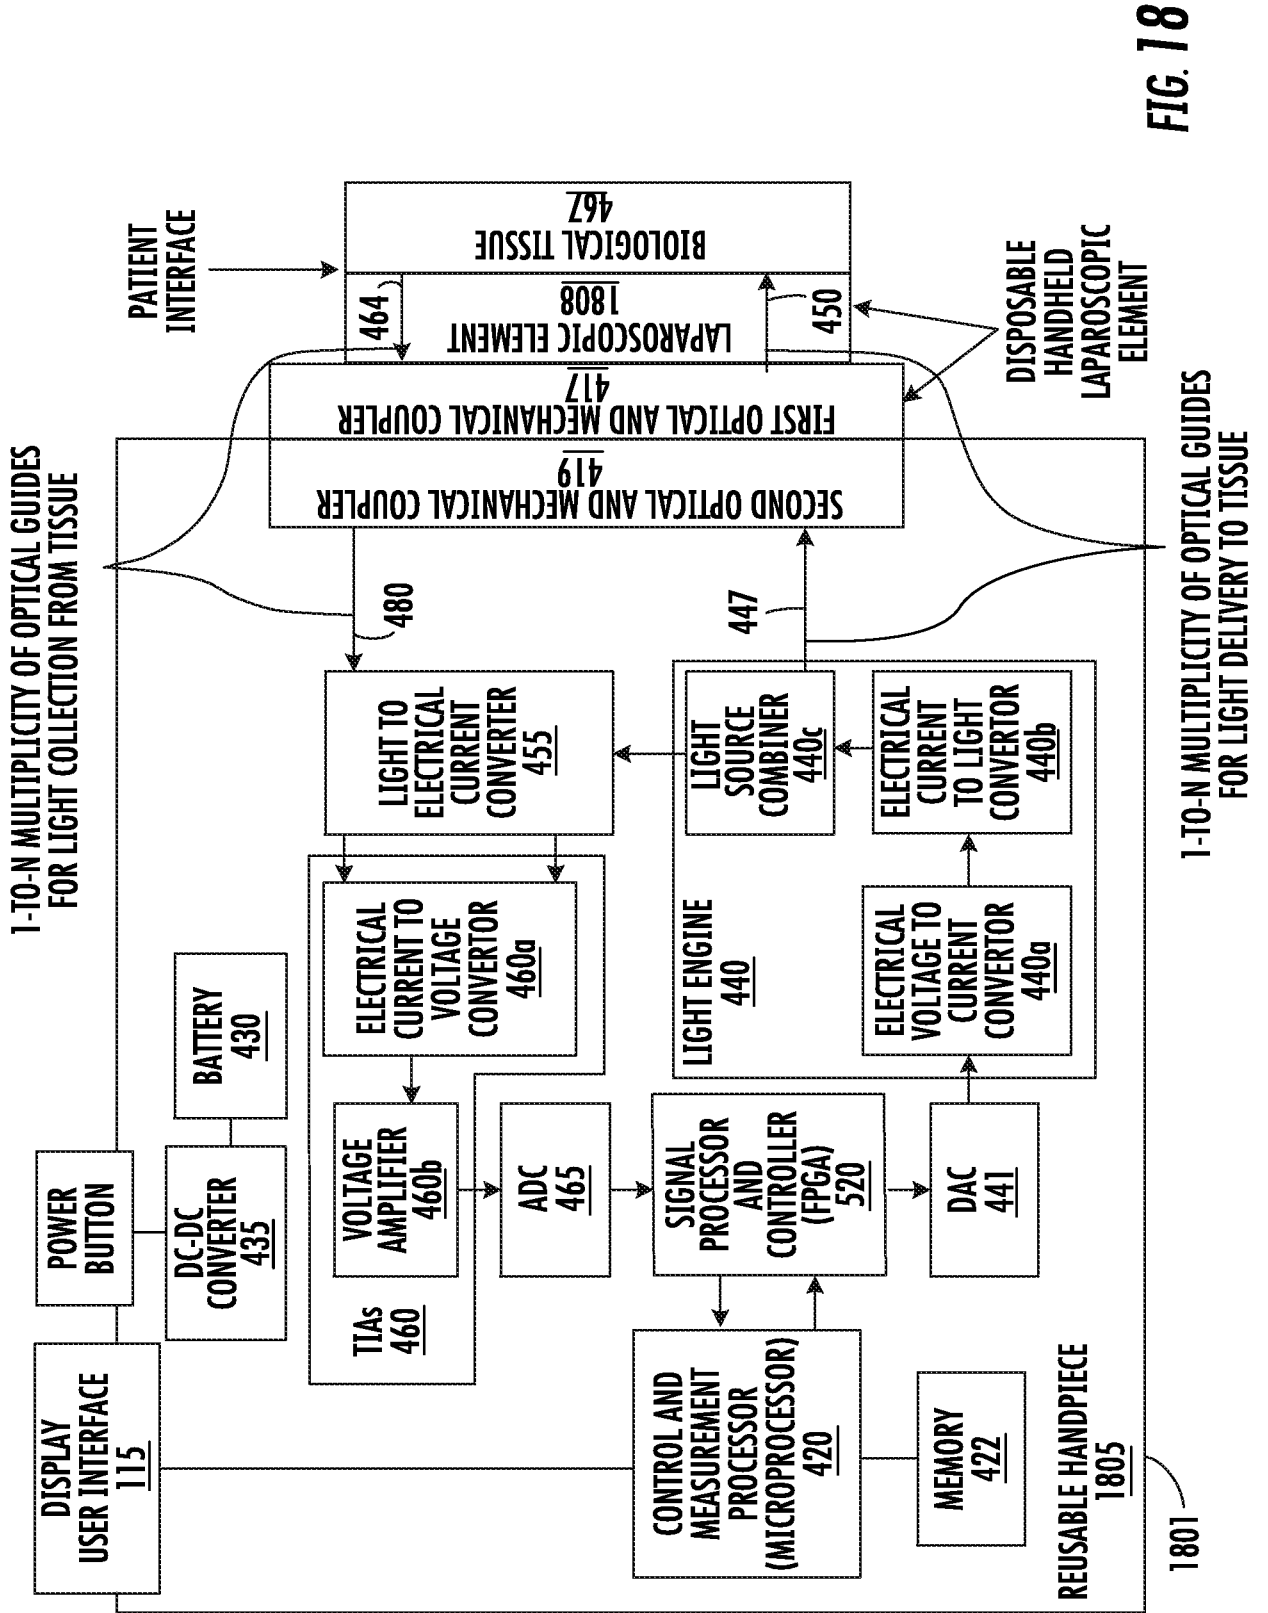 1-TO-N MULTIPLICITY OF OPTICAL GUIDES
FOR LIGHT COLLECTION FROM TISSUE
PATIENT
INTERFACE
DISPLAY
USER INTERFACE
115
POWER
BUTTON
DC-DC
CONVERTER
435
BATTERY
430
TIAs
460
VOLTAGE
AMPLIFIER
460b
ELECTRICAL
CURRENT TO
VOLTAGE
CONVERTOR
460a
LIGHT TO
ELECTRICAL
CURRENT
CONVERTER
455
480
SECOND OPTICAL AND MECHANICAL COUPLER
419
FIRST OPTICAL AND MECHANICAL COUPLER
417
464
LAPAROSCOPIC ELEMENT
1808
BIOLOGICAL TISSUE
467
450
ADC
465
CONTROL AND
MEASUREMENT
PROCESSOR
(MICROPROCESSOR)
420
SIGNAL
PROCESSOR
AND
CONTROLLER
(FPGA)
520
LIGHT ENGINE
440
LIGHT
SOURCE
COMBINER
440c
447
MEMORY
422
DAC
441
ELECTRICAL
VOLTAGE TO
CURRENT
CONVERTOR
440a
ELECTRICAL
CURRENT
TO LIGHT
CONVERTOR
440b
DISPOSABLE
HANDHELD
LAPAROSCOPIC
ELEMENT
REUSABLE HANDPIECE
1805
1801
1-TO-N MULTIPLICITY OF OPTICAL GUIDES
FOR LIGHT DELIVERY TO TISSUE
FIG. 18